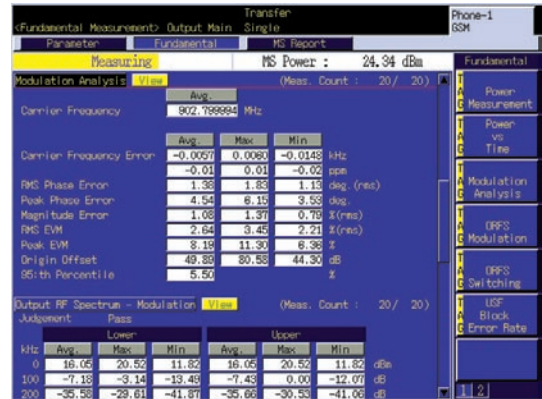 Transfer
<Fundamental Measurement> Output Main Single
Phone-1
GSM
Parameter Fundamental MS Report Fundamental
Measuring MS Power : 24.34 dBm
Modulation Analysis View (Meas. Count : 20/ 20)
Avg.
Carrier Frequency 902.799994 MHz
Avg. Max Min
Carrier Frequency Error -0.0057 0.0060 -0.0148 kHz
-0.01 0.01 -0.02 ppm
RMS Phase Error 1.38 1.83 1.13 deg.(rms)
Peak Phase Error 4.54 6.15 3.53 deg.
Magnitude Error 1.08 1.37 0.79 %(rms)
RMS EVM 2.64 3.45 2.21 %(rms)
Peak EVM 8.19 11.30 6.36 %
Origin Offset 49.89 80.58 44.30 dB
95:th Percentile 5.50 %
Output RF Spectrum - Modulation View (Meas. Count : 20/ 20)
Judgement Pass
Lower Upper
kHz Avg. Max Min Avg. Max Min
0 16.05 20.52 11.82 16.05 20.52 11.82 dBm
100 -7.18 -3.14 -13.49 -7.43 0.00 -12.07 dB
200 -35.58 -29.61 -41.87 -35.66 -30.53 -41.06 dB
TAG Power Measurement
TAG Power vs Time
TAG Modulation Analysis
TAG ORFS Modulation
TAG ORFS Switching
TAG USF Block Error Rate
1 2